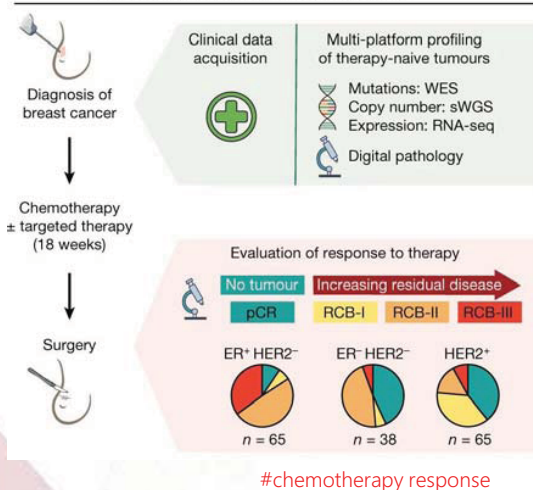 Diagnosis of
breast cancer
Clinical data
acquisition
Multi-platform profiling
of therapy-naive tumours
Mutations: WES
Copy number: sWGS
Expression: RNA-seq
Digital pathology
Chemotherapy
± targeted therapy
(18 weeks)
Surgery
Evaluation of response to therapy
No tumour
Increasing residual disease
pCR
RCB-I
RCB-II
RCB-III
ER⁺ HER2⁻
ER⁻ HER2⁻
HER2⁺
n = 65
n = 38
n = 65
#chemotherapy response